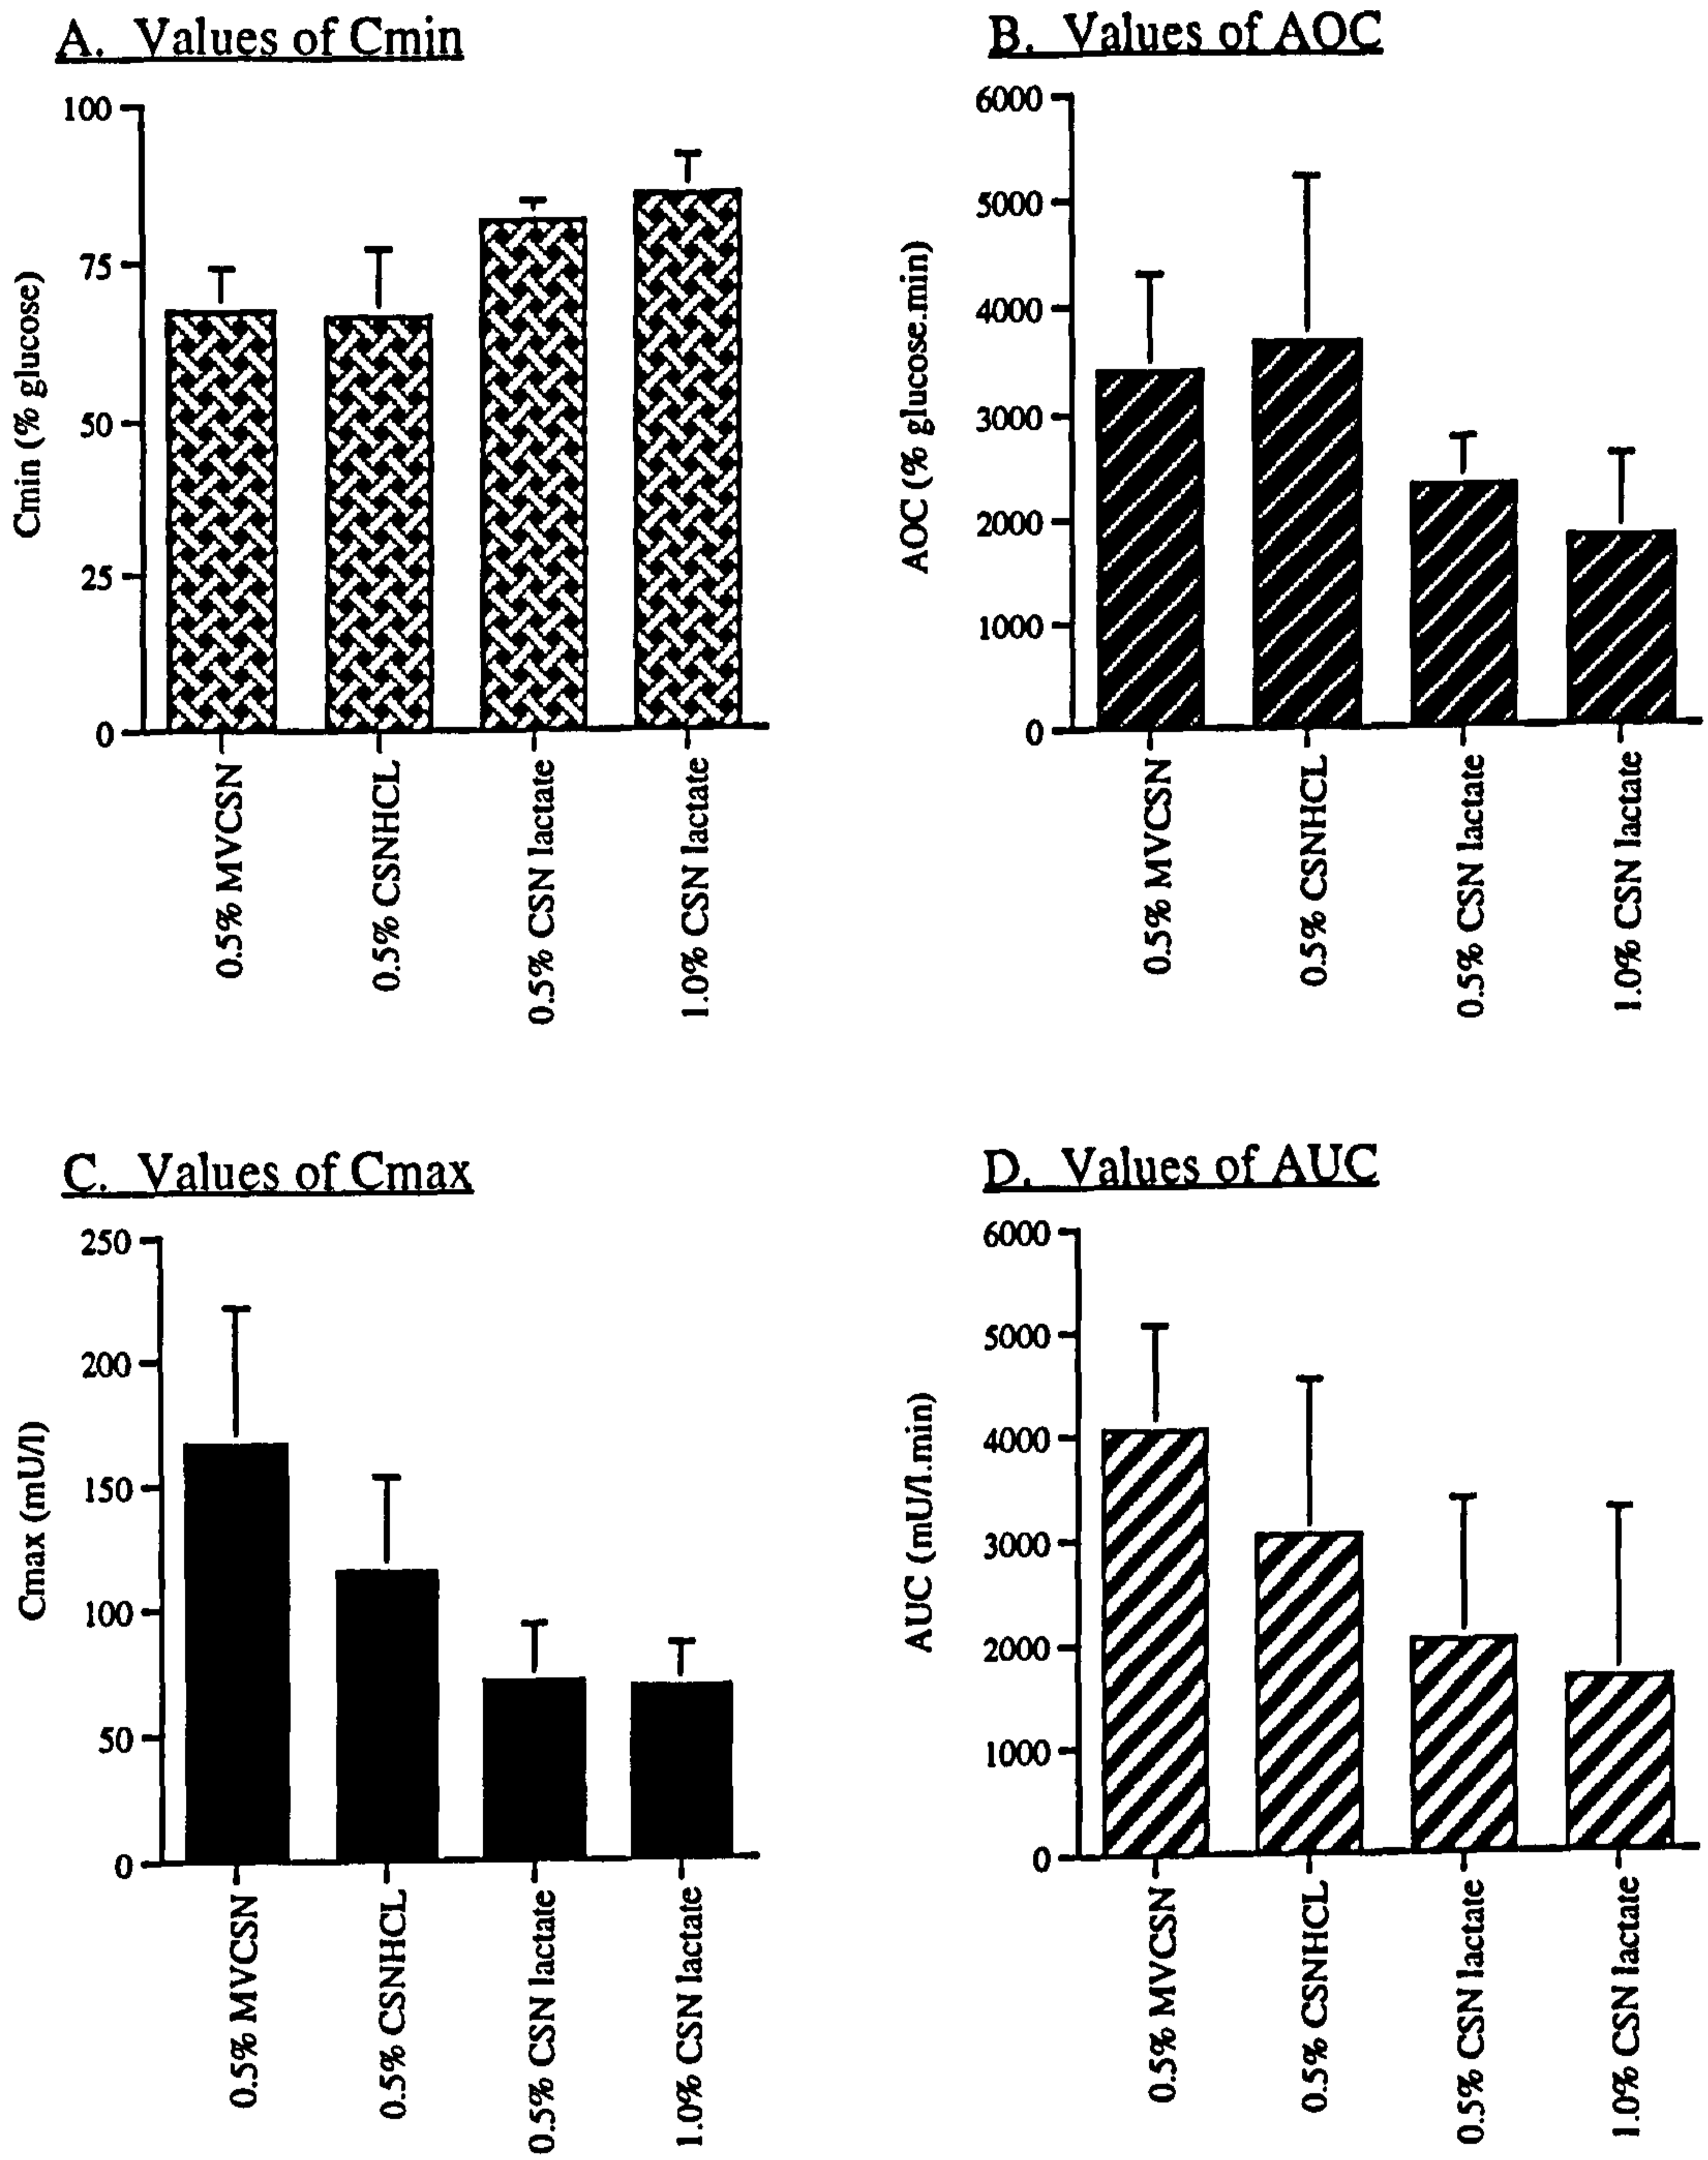 A. Values of Cmin
100
75
50
25
0
Cmin (% glucose)
0.5% MVCSN
0.5% CSNHCL
0.5% CSN lactate
1.0% CSN lactate
B. Values of AOC
6000
5000
4000
3000
2000
1000
0
AOC (% glucose.min)
0.5% MVCSN
0.5% CSNHCL
0.5% CSN lactate
1.0% CSN lactate
C. Values of Cmax
250
200
150
100
50
0
Cmax (mU/l)
0.5% MVCSN
0.5% CSNHCL
0.5% CSN lactate
1.0% CSN lactate
D. Values of AUC
6000
5000
4000
3000
2000
1000
0
AUC (mU/l.min)
0.5% MVCSN
0.5% CSNHCL
0.5% CSN lactate
1.0% CSN lactate